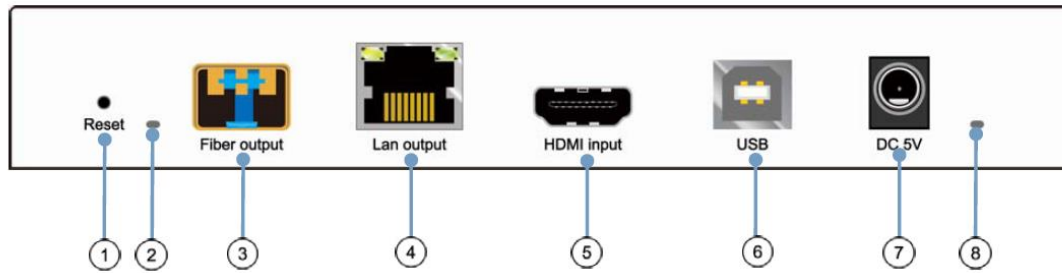 Reset
Fiber output
Lan output
HDMI input
USB
DC 5V
1
2
3
4
5
6
7
8